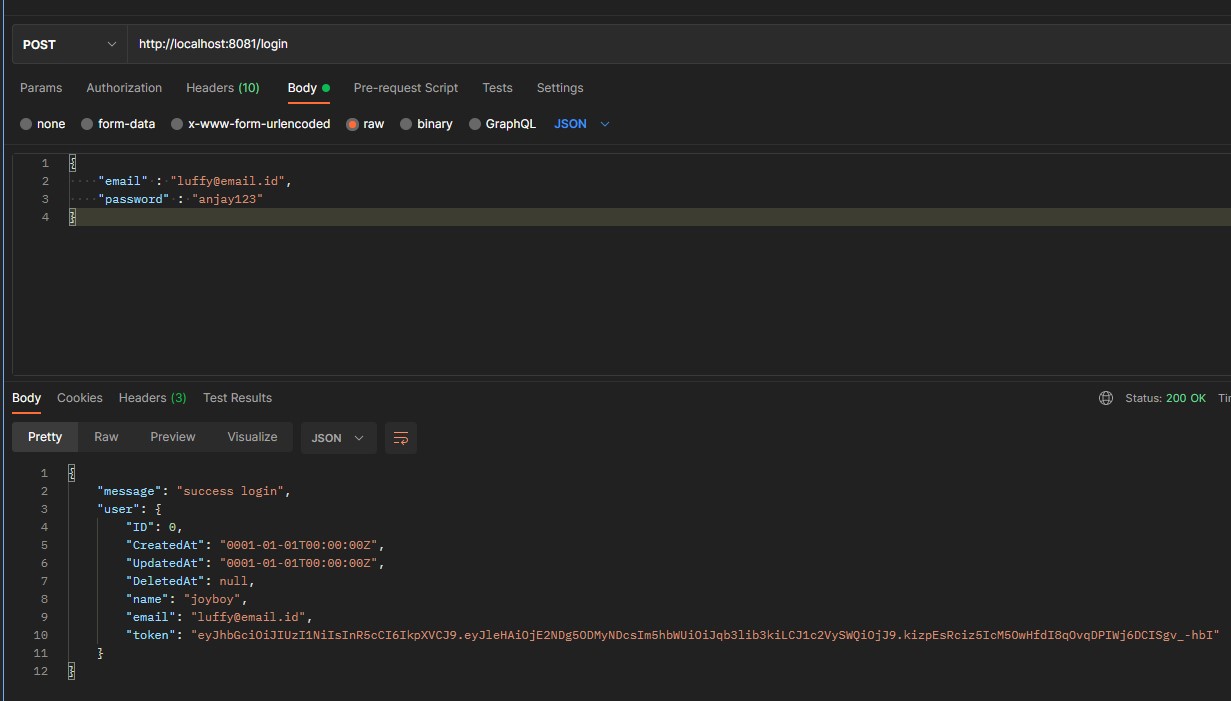 POST http://localhost:8081/login
Params Authorization Headers (10) Body Pre-request Script Tests Settings
none form-data x-www-form-urlencoded raw binary GraphQL JSON
1 {
2 "email" : "luffy@email.id",
3 "password" : "anjay123"
4 }
Body Cookies Headers (3) Test Results Status: 200 OK
Pretty Raw Preview Visualize JSON
1 {
2 "message": "success login",
3 "user": {
4 "ID": 0,
5 "CreatedAt": "0001-01-01T00:00:00Z",
6 "UpdatedAt": "0001-01-01T00:00:00Z",
7 "DeletedAt": null,
8 "name": "joyboy",
9 "email": "luffy@email.id",
10 "token": "eyJhbGciOiJIUzI1NiIsInR5cCI6IkpXVCJ9.eyJleHAiOjE2NDg5ODMyNDcsIm5hbWUiOiJqb3lib3kiLCJ1c2VySWQiOjJ9.kizpEsRciz5IcM5OwHfdI8qOvqDPIWj6DCISgv_-hbI"
11 }
12 }